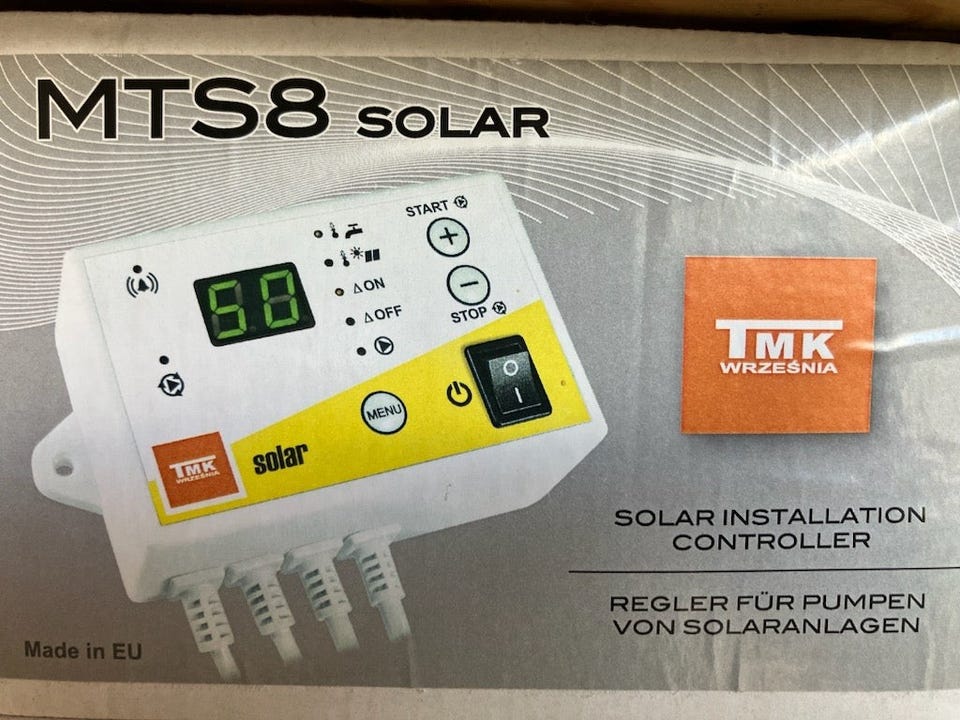 MTS8 SOLAR
START
+
50
ΔON
−
STOP
ΔOFF
MENU
O
I
TMK
WRZEŚNIA
solar
TMK
WRZEŚNIA
SOLAR INSTALLATION
CONTROLLER
REGLER FÜR PUMPEN
VON SOLARANLAGEN
Made in EU